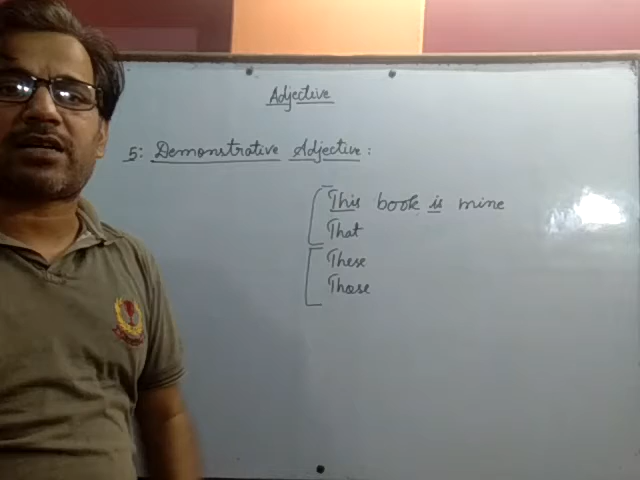 Adjective
5: Demonstrative Adjective:
This book is mine
That
These
Those